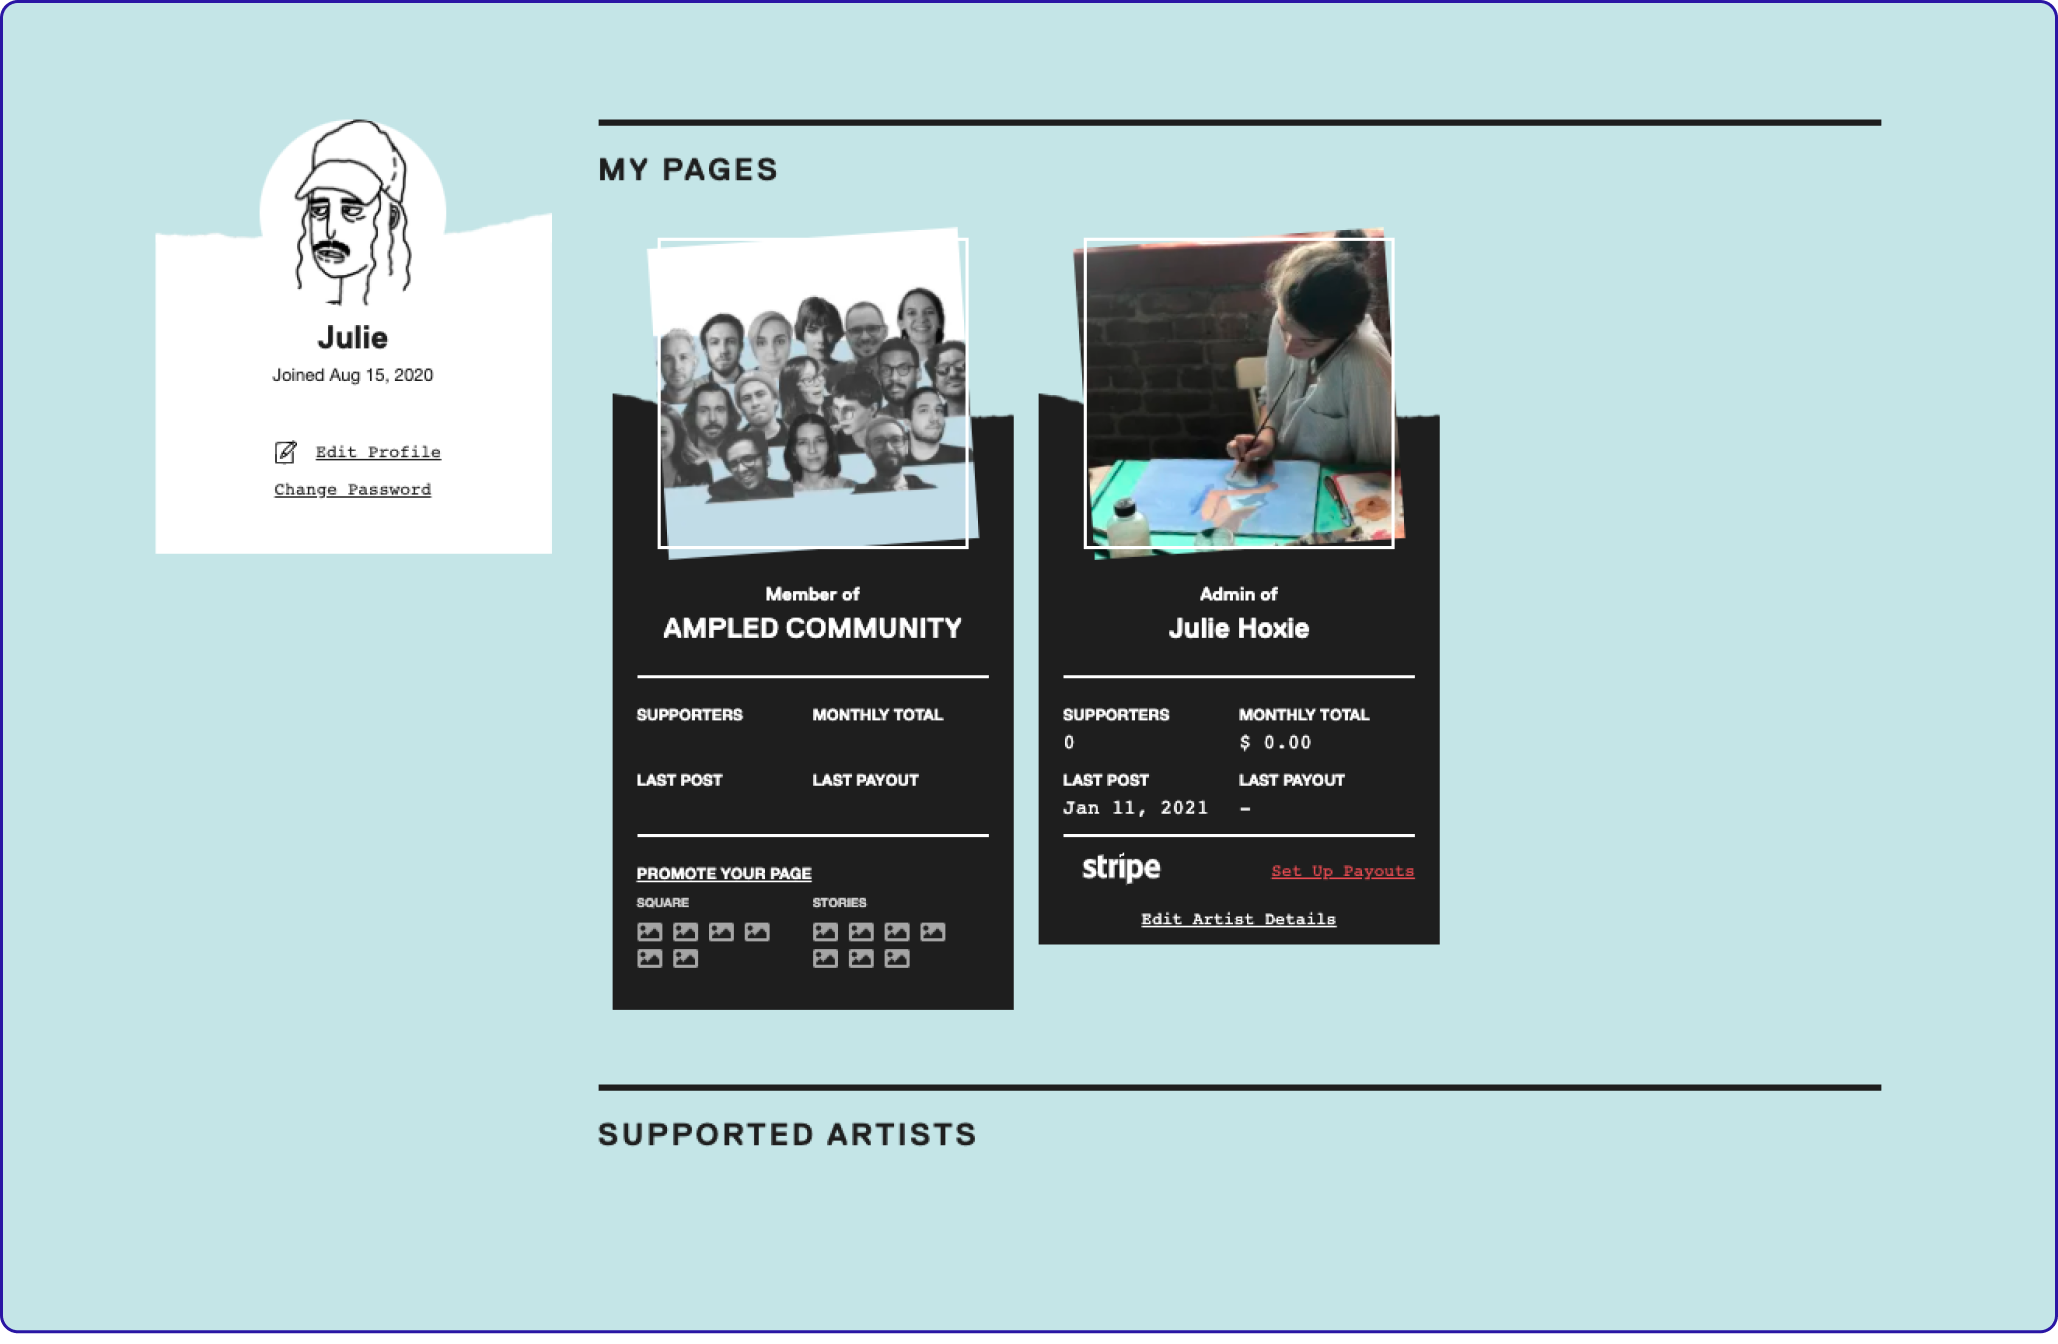 Julie
Joined Aug 15, 2020
Edit Profile
Change Password
MY PAGES
Member of
AMPLED COMMUNITY
SUPPORTERS MONTHLY TOTAL
LAST POST LAST PAYOUT
PROMOTE YOUR PAGE
SQUARE STORIES
Admin of
Julie Hoxie
SUPPORTERS MONTHLY TOTAL
0 $ 0.00
LAST POST LAST PAYOUT
Jan 11, 2021 –
stripe Set Up Payouts
Edit Artist Details
SUPPORTED ARTISTS